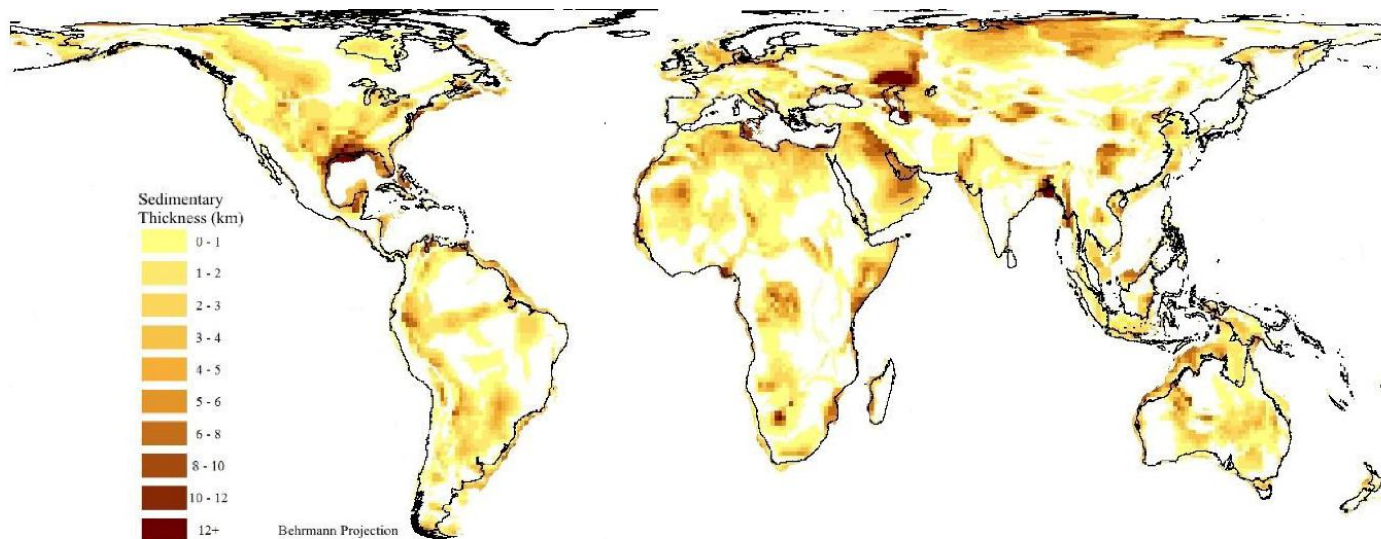 Sedimentary
Thickness (km)
0 - 1
1 - 2
2 - 3
3 - 4
4 - 5
5 - 6
6 - 8
8 - 10
10 - 12
12+
Behrmann Projection